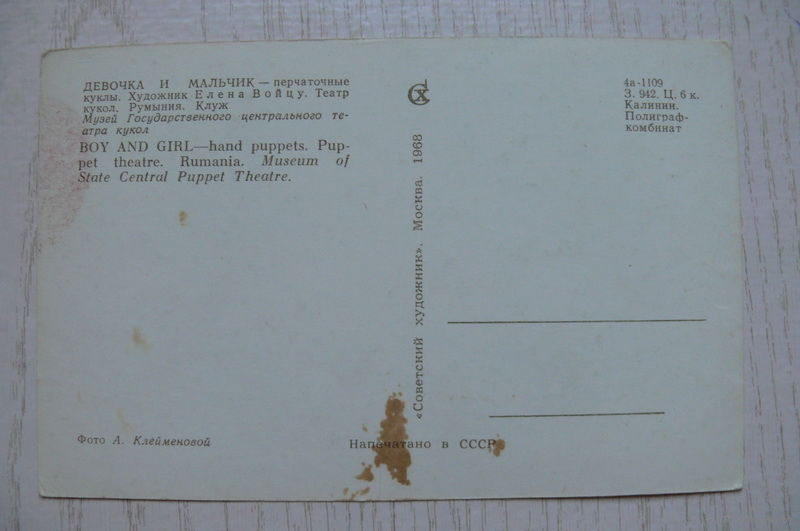 ДЕВОЧКА И МАЛЬЧИК — перчаточные
куклы. Художник Елена Войцу. Театр
кукол. Румыния. Клуж
Музей Государственного центрального те-
атра кукол
BOY AND GIRL—hand puppets. Pup-
pet theatre. Rumania. Museum of
State Central Puppet Theatre.
Фото А. Клейменовой
«Советский художник». Москва. 1968
Напечатано в СССР
4а-1109
З. 942. Ц. 6 к.
Калинин.
Полиграф-
комбинат